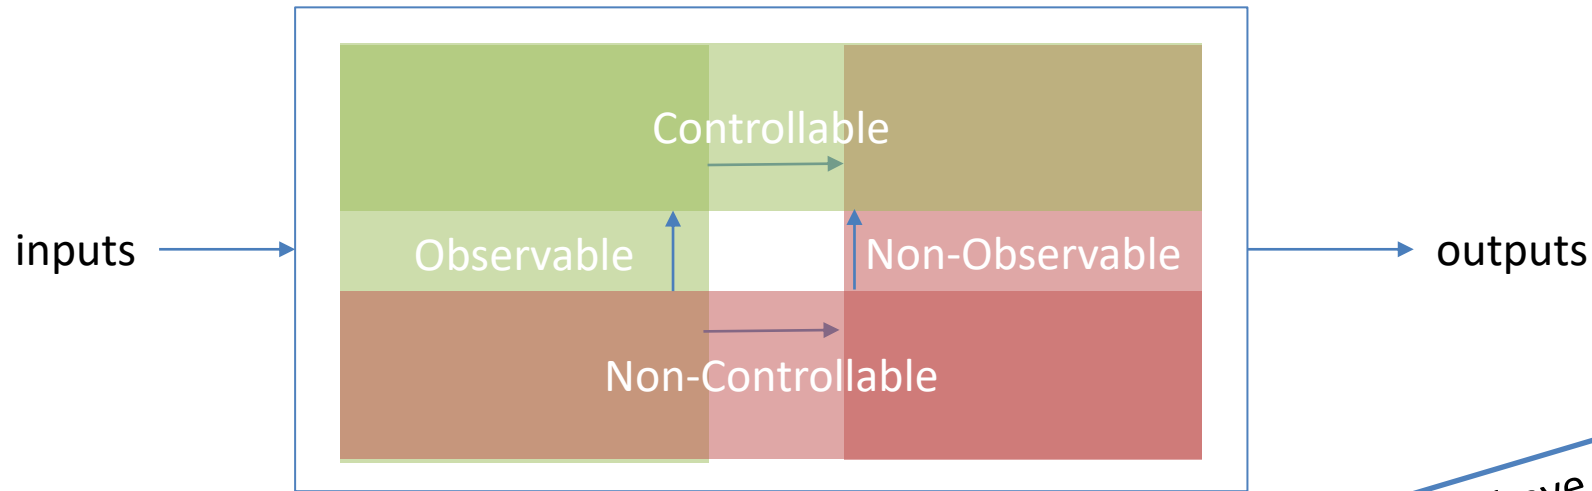 Controllable
inputs
Observable
Non-Observable
outputs
Non-Controllable